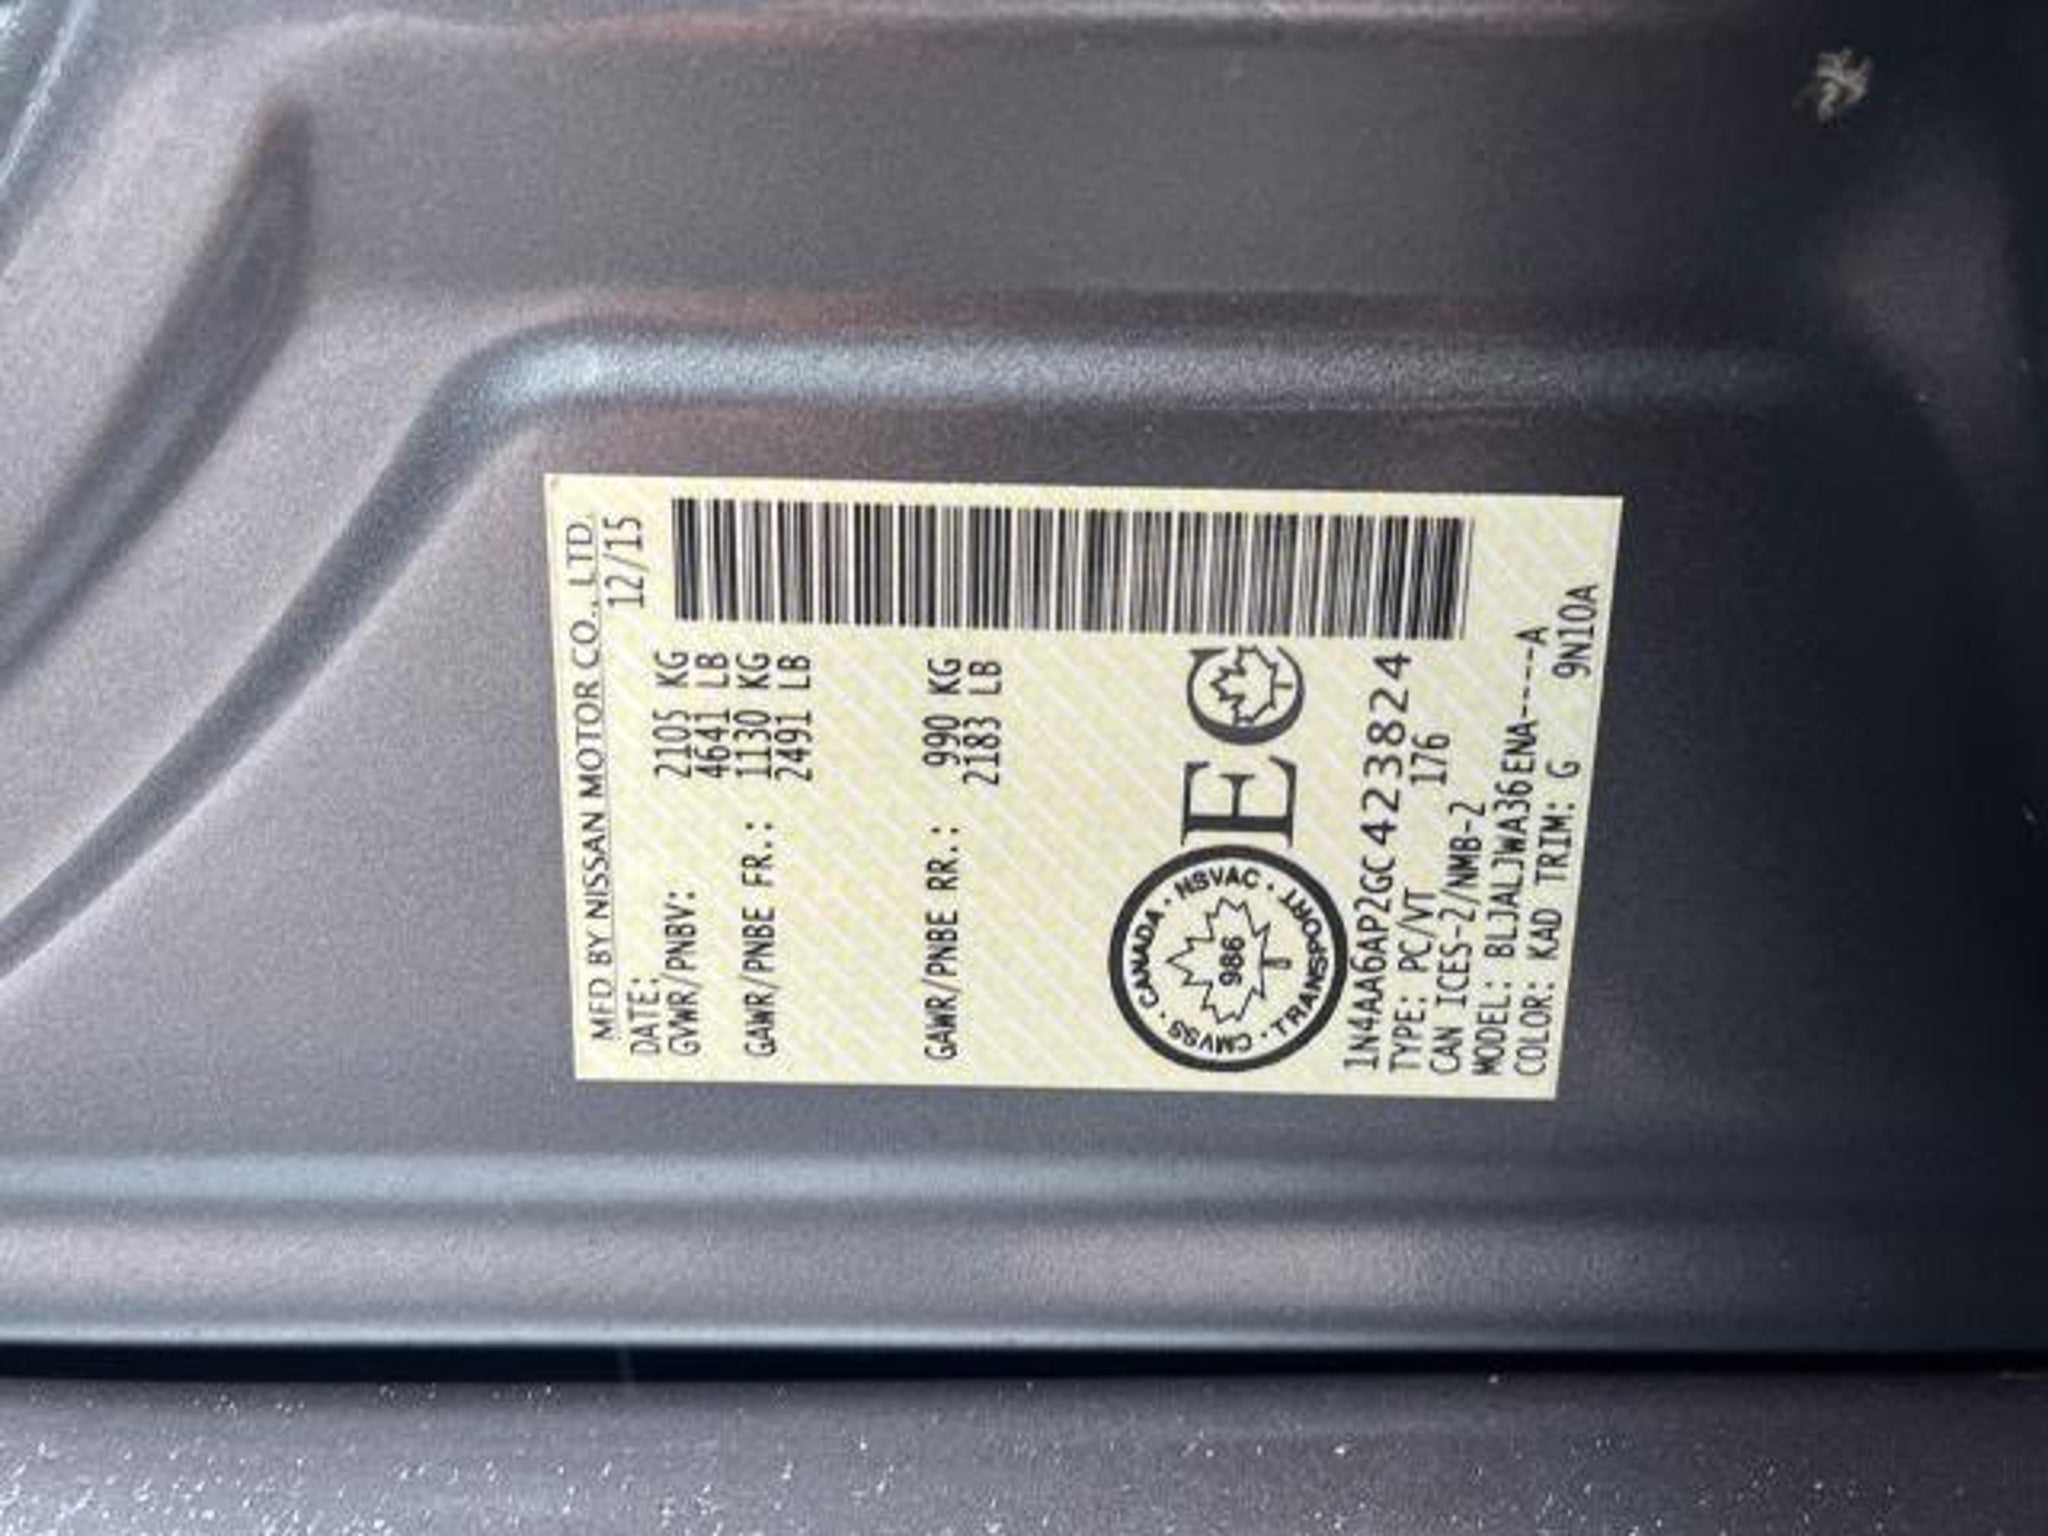 MFD BY NISSAN MOTOR CO., LTD.
DATE: 12/15
GVWR/PNBV: 2105 KG
4641 LB
GAWR/PNBE FR.: 1130 KG
2491 LB
GAWR/PNBE RR.: 990 KG
2183 LB
CMVSS · CANADA · NSVAC · TRANSPORT ·
986
EC
1N4AA6AP2GC423824
TYPE: PC/VT 176
CAN ICES-2/NMB-2
MODEL: BLJALJWA36ENA----A
COLOR: KAD TRIM: G 9N10A